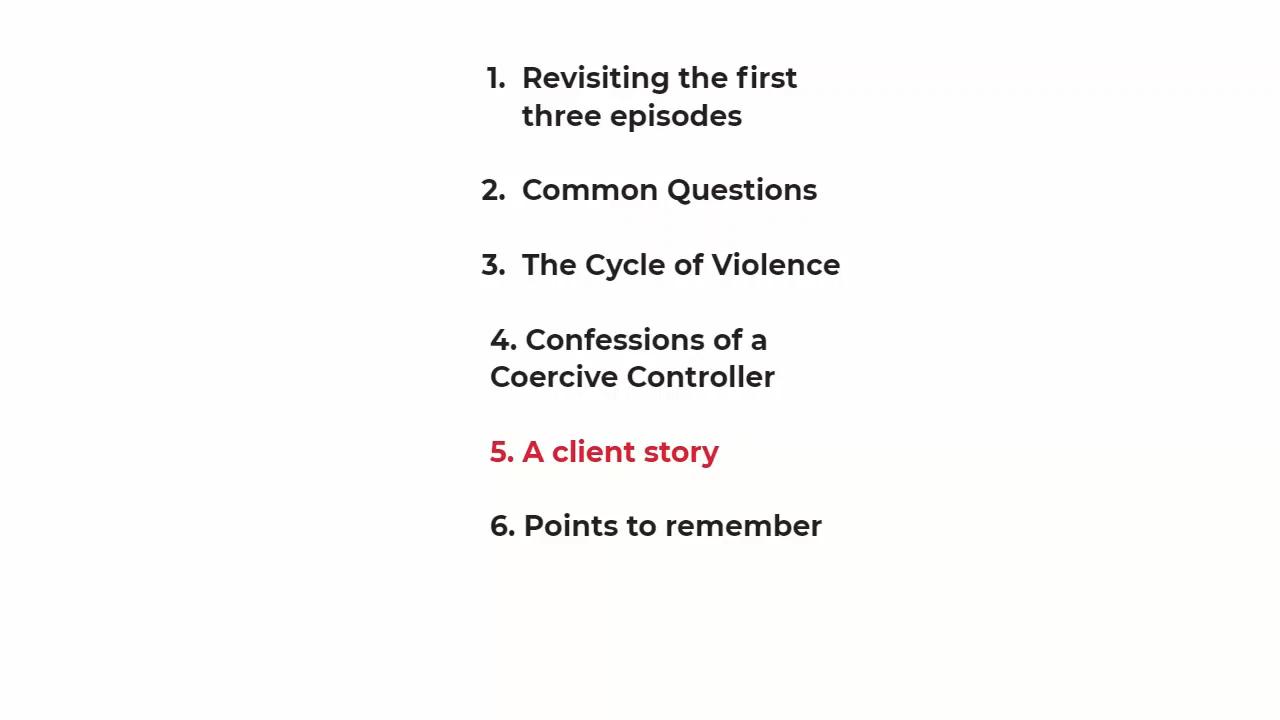 1. Revisiting the first
three episodes
2. Common Questions
3. The Cycle of Violence
4. Confessions of a
Coercive Controller
5. A client story
6. Points to remember